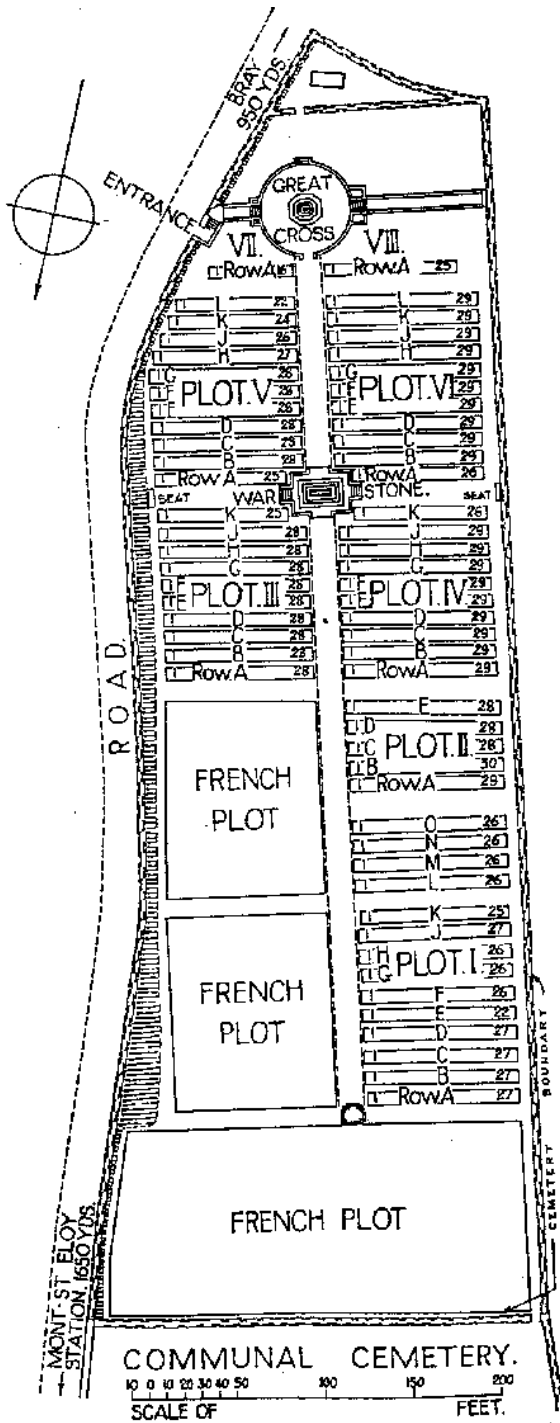 BRAY
950 YDS.
ENTRANCE
GREAT
CROSS
VII.
VIII.
Row.A
Row.A 25
L 22
L 29
K 24
K 29
J 26
J 29
H 27
H 29
G 28
G 29
PLOT.V
PLOT.VI
F 28
F 29
E 28
E 29
D 28
D 29
C 29
C 29
B 28
B 29
Row A 25
Row.A 26
SEAT
WAR
STONE.
SEAT
K 25
K 26
J 28
J 29
H 28
H 29
G 28
G 29
F 28
F 29
PLOT.III
PLOT.IV
E 28
E 29
D 28
D 29
C 28
C 29
B 28
B 29
Row.A 28
Row.A 29
ROAD.
E 28
D 28
PLOT.II
C 28
B 30
Row.A 29
FRENCH
PLOT
O 26
N 26
M 26
L 26
K 25
J 27
H 26
PLOT.I.
G 26
F 26
E 22
D 27
C 27
B 27
Row.A 27
FRENCH
PLOT
CEMETERY BOUNDARY
FRENCH PLOT
MONT-ST ELOY
STATION. 1650 YDS.
COMMUNAL CEMETERY.
10 0 10 20 30 40 50 100 150 200
SCALE OF FEET.